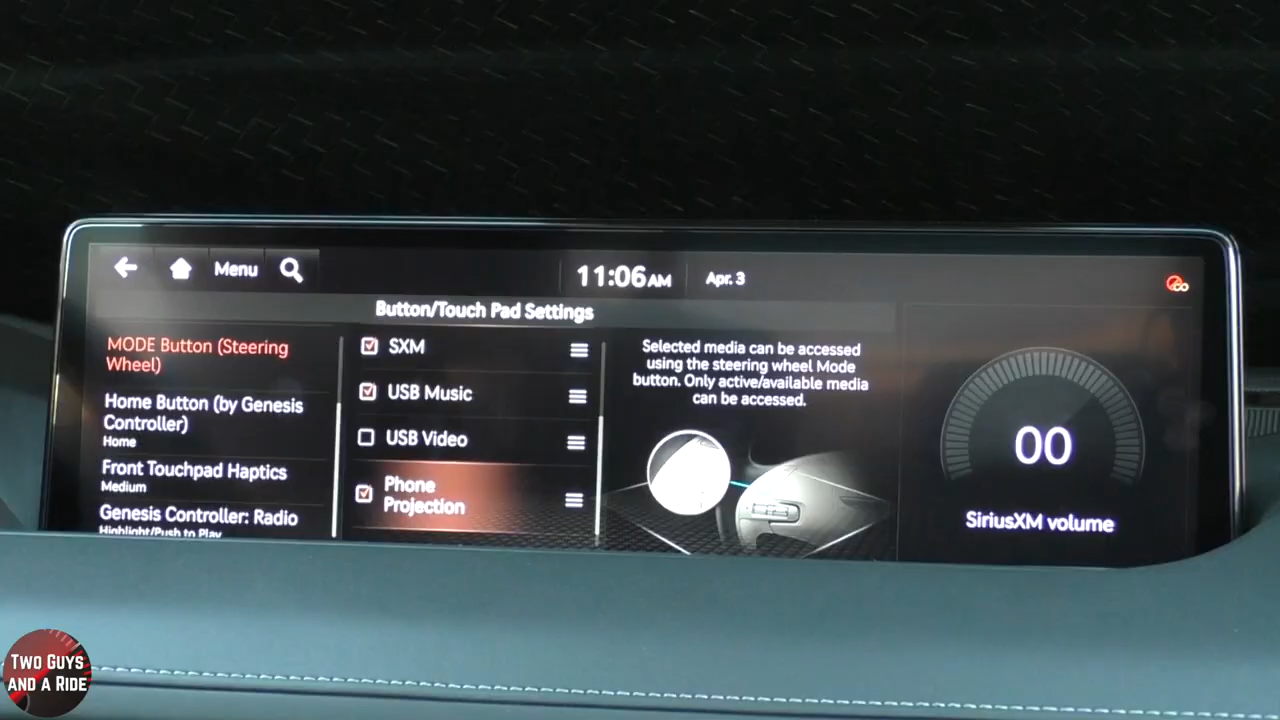 Menu
11:06 AM
Apr. 3
Button/Touch Pad Settings
MODE Button (Steering
Wheel)
Home Button (by Genesis
Controller)
Home
Front Touchpad Haptics
Medium
Genesis Controller: Radio
Highlight/Push to Play
SXM
USB Music
USB Video
Phone
Projection
Selected media can be accessed
using the steering wheel Mode
button. Only active/available media
can be accessed.
00
SiriusXM volume
TWO GUYS
AND A RIDE